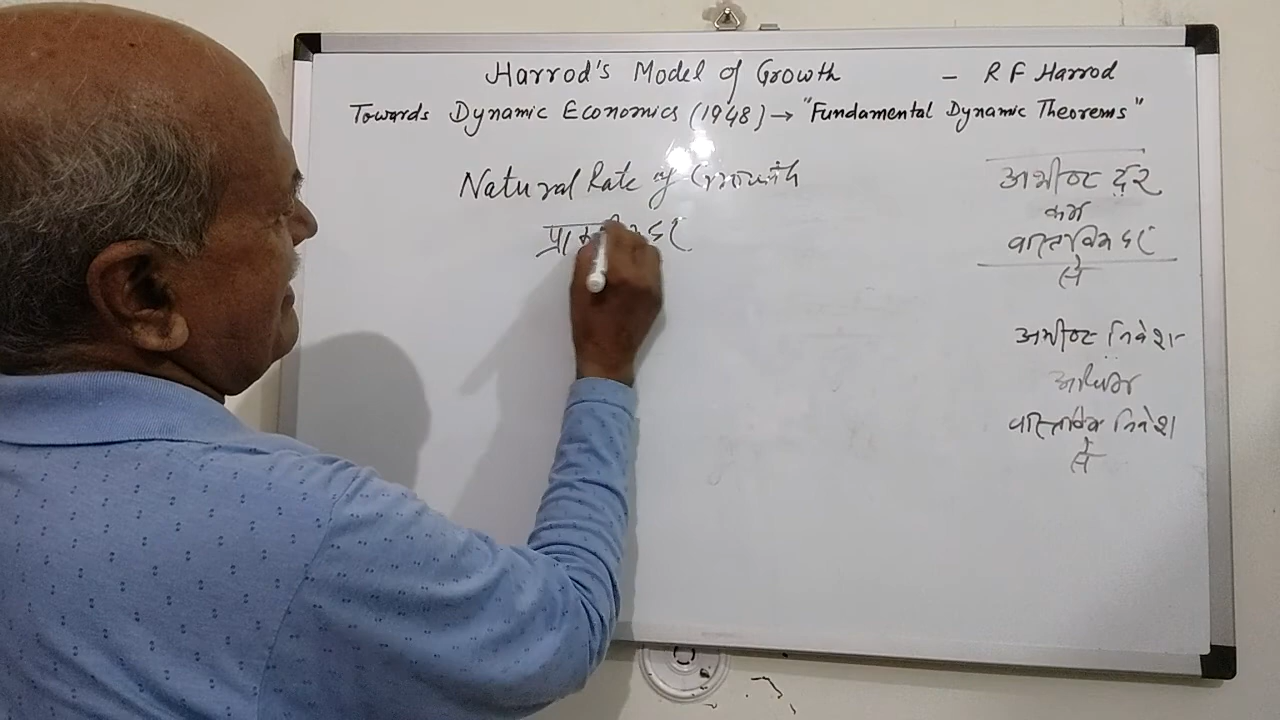 Harrod's Model of Growth - R F Harrod
Towards Dynamic Economics (1948) → "Fundamental Dynamic Theorems"
Natural Rate of Growth
दर
अभीष्ट दर
कम
वास्तविक दर
से
अभीष्ट निवेश
अधिक
वास्तविक निवेश
से